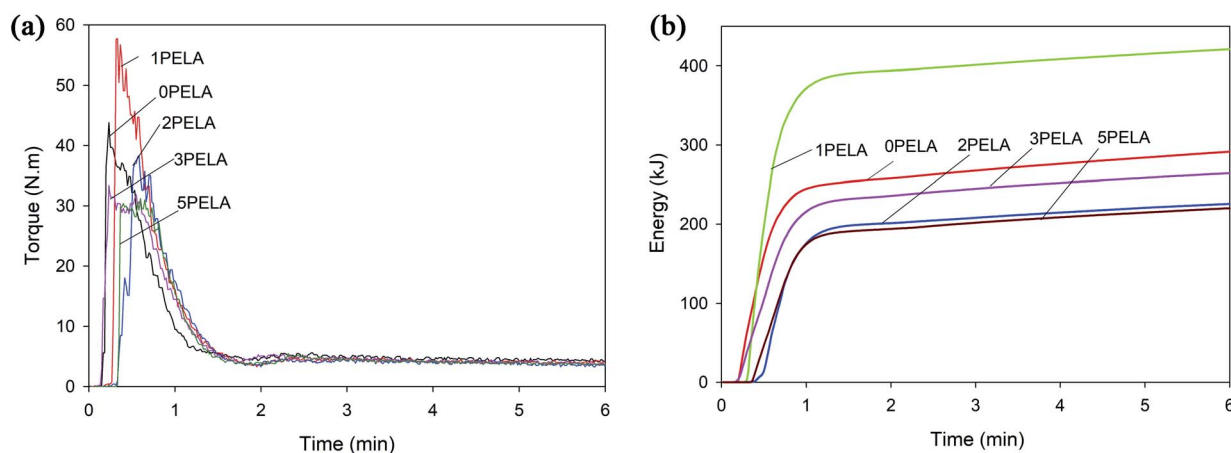 (a)
60
50
40
30
20
10
0
Torque (N.m)
1PELA
0PELA
2PELA
3PELA
5PELA
0 1 2 3 4 5 6
Time (min)
(b)
400
300
200
100
0
Energy (kJ)
1PELA
0PELA
2PELA
3PELA
5PELA
0 1 2 3 4 5 6
Time (min)